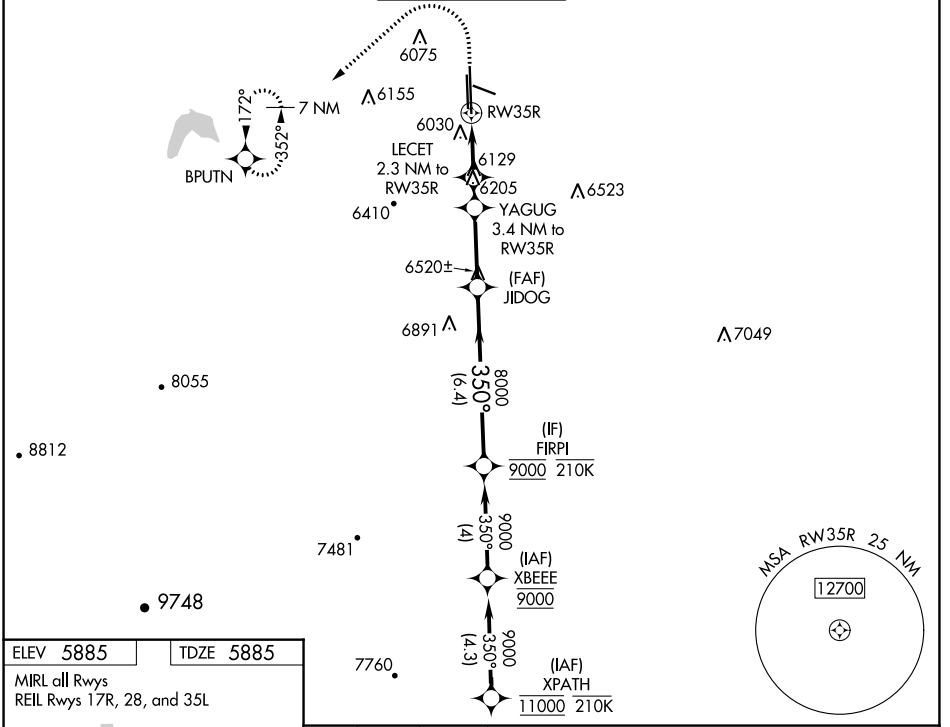 6075
6155
172°
352°
7 NM
BPUTN
RW35R
6030
LECET
2.3 NM to
RW35R
6129
6205
6410
YAGUG
3.4 NM to
RW35R
6523
6520±
(FAF)
JIDOG
6891
7049
8000
350°
(6.4)
8055
8812
(IF)
FIRPI
9000 210K
9000
350°
(4)
7481
(IAF)
XBEEE
9000
9748
9000
350°
(4.3)
7760
(IAF)
XPATH
11000 210K
MSA RW35R 25 NM
12700
ELEV 5885
TDZE 5885
MIRL all Rwys
REIL Rwys 17R, 28, and 35L